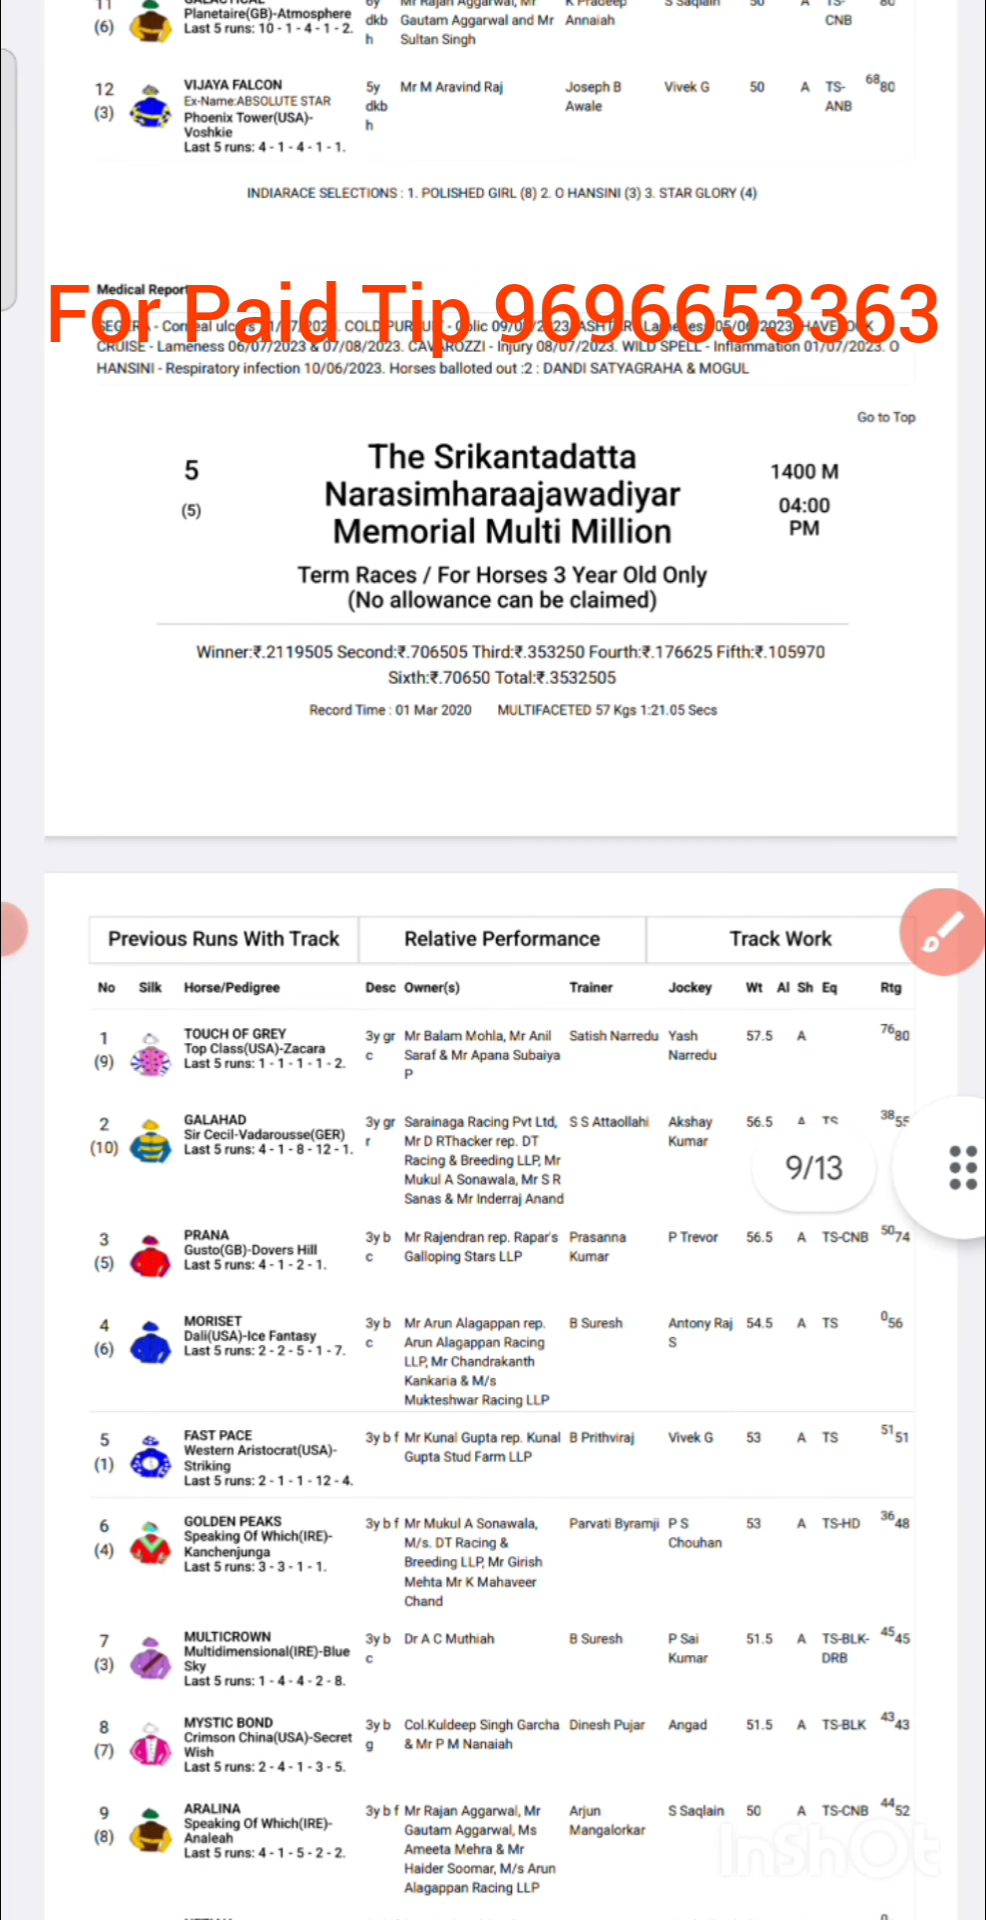 11
Planetaire(GB)-Atmosphere
(6)
Last 5 runs: 10 - 1 - 4 - 1 - 2.
dkb
h
Gautam Aggarwal and Mr
Sultan Singh
Annaiah
50
A
CNB
12
(3)
VIJAYA FALCON
Ex-Name:ABSOLUTE STAR
Phoenix Tower(USA)-
Voshkie
Last 5 runs: 4 - 1 - 4 - 1 - 1.
5y
dkb
h
Mr M Aravind Raj
Joseph B
Awale
Vivek G
50
A
TS-
ANB
68 80
INDIARACE SELECTIONS : 1. POLISHED GIRL (8) 2. O HANSINI (3) 3. STAR GLORY (4)
Medical Report
For Paid Tip 9696653363
CRUISE - Lameness 06/07/2023 & 07/08/2023. CAVAROZZI - Injury 08/07/2023. WILD SPELL - Inflammation 01/07/2023. O
HANSINI - Respiratory infection 10/06/2023. Horses balloted out :2 : DANDI SATYAGRAHA & MOGUL
Go to Top
5
(5)
The Srikantadatta
Narasimharaajawadiyar
Memorial Multi Million
1400 M
04:00
PM
Term Races / For Horses 3 Year Old Only
(No allowance can be claimed)
Winner:₹.2119505 Second:₹.706505 Third:₹.353250 Fourth:₹.176625 Fifth:₹.105970
Sixth:₹.70650 Total:₹.3532505
Record Time : 01 Mar 2020 MULTIFACETED 57 Kgs 1:21.05 Secs
Previous Runs With Track Relative Performance Track Work
No Silk Horse/Pedigree Desc Owner(s) Trainer Jockey Wt Al Sh Eq Rtg
1
(9)
TOUCH OF GREY
Top Class(USA)-Zacara
Last 5 runs: 1 - 1 - 1 - 1 - 2.
3y gr
c
Mr Balam Mohla, Mr Anil
Saraf & Mr Apana Subaiya
P
Satish Narredu
Yash
Narredu
57.5
A
76 80
2
(10)
GALAHAD
Sir Cecil-Vadarousse(GER)
Last 5 runs: 4 - 1 - 8 - 12 - 1.
3y gr
r
Sarainaga Racing Pvt Ltd,
Mr D RThacker rep. DT
Racing & Breeding LLP, Mr
Mukul A Sonawala, Mr S R
Sanas & Mr Inderraj Anand
S S Attaollahi
Akshay
Kumar
56.5
A
TS
38 55
9/13
3
(5)
PRANA
Gusto(GB)-Dovers Hill
Last 5 runs: 4 - 1 - 2 - 1.
3y b
c
Mr Rajendran rep. Rapar's
Galloping Stars LLP
Prasanna
Kumar
P Trevor
56.5
A
TS-CNB
50 74
4
(6)
MORISET
Dali(USA)-Ice Fantasy
Last 5 runs: 2 - 2 - 5 - 1 - 7.
3y b
c
Mr Arun Alagappan rep.
Arun Alagappan Racing
LLP, Mr Chandrakanth
Kankaria & M/s
Mukteshwar Racing LLP
B Suresh
Antony Raj
S
54.5
A
TS
0 56
5
(1)
FAST PACE
Western Aristocrat(USA)-
Striking
Last 5 runs: 2 - 1 - 1 - 12 - 4.
3y b f
Mr Kunal Gupta rep. Kunal
Gupta Stud Farm LLP
B Prithviraj
Vivek G
53
A
TS
51 51
6
(4)
GOLDEN PEAKS
Speaking Of Which(IRE)-
Kanchenjunga
Last 5 runs: 3 - 3 - 1 - 1.
3y b f
Mr Mukul A Sonawala,
M/s. DT Racing &
Breeding LLP, Mr Girish
Mehta Mr K Mahaveer
Chand
Parvati Byramji
P S
Chouhan
53
A
TS-HD
36 48
7
(3)
MULTICROWN
Multidimensional(IRE)-Blue
Sky
Last 5 runs: 1 - 4 - 4 - 2 - 8.
3y b
c
Dr A C Muthiah
B Suresh
P Sai
Kumar
51.5
A
TS-BLK-
DRB
45 45
8
(7)
MYSTIC BOND
Crimson China(USA)-Secret
Wish
Last 5 runs: 2 - 4 - 1 - 3 - 5.
3y b
g
Col.Kuldeep Singh Garcha
& Mr P M Nanaiah
Dinesh Pujar
Angad
51.5
A
TS-BLK
43 43
9
(8)
ARALINA
Speaking Of Which(IRE)-
Analeah
Last 5 runs: 4 - 1 - 5 - 2 - 2.
3y b f
Mr Rajan Aggarwal, Mr
Gautam Aggarwal, Ms
Ameeta Mehra & Mr
Haider Soomar, M/s Arun
Alagappan Racing LLP
Arjun
Mangalorkar
S Saqlain
50
A
TS-CNB
44 52
InShOt